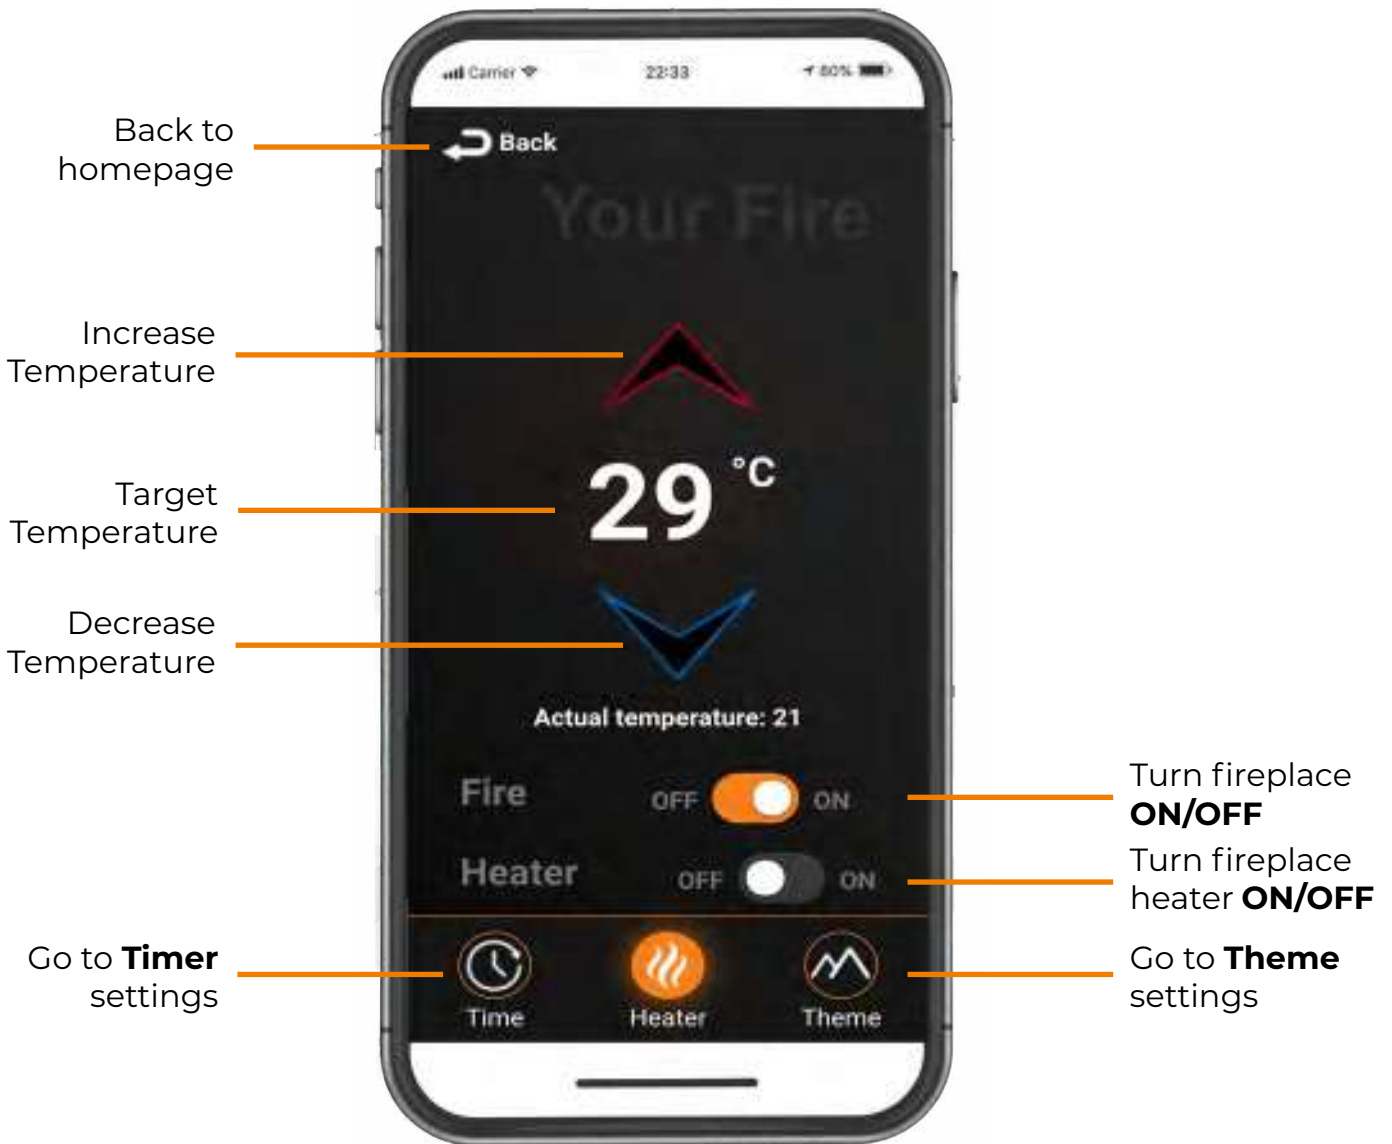 Carrier
22:33
80%
Back to
homepage
Back
Your Fire
Increase
Temperature
Target
Temperature
29 °C
Decrease
Temperature
Actual temperature: 21
Fire OFF ON
Turn fireplace
ON/OFF
Heater OFF ON
Turn fireplace
heater ON/OFF
Go to Timer
settings
Time
Heater
Theme
Go to Theme
settings